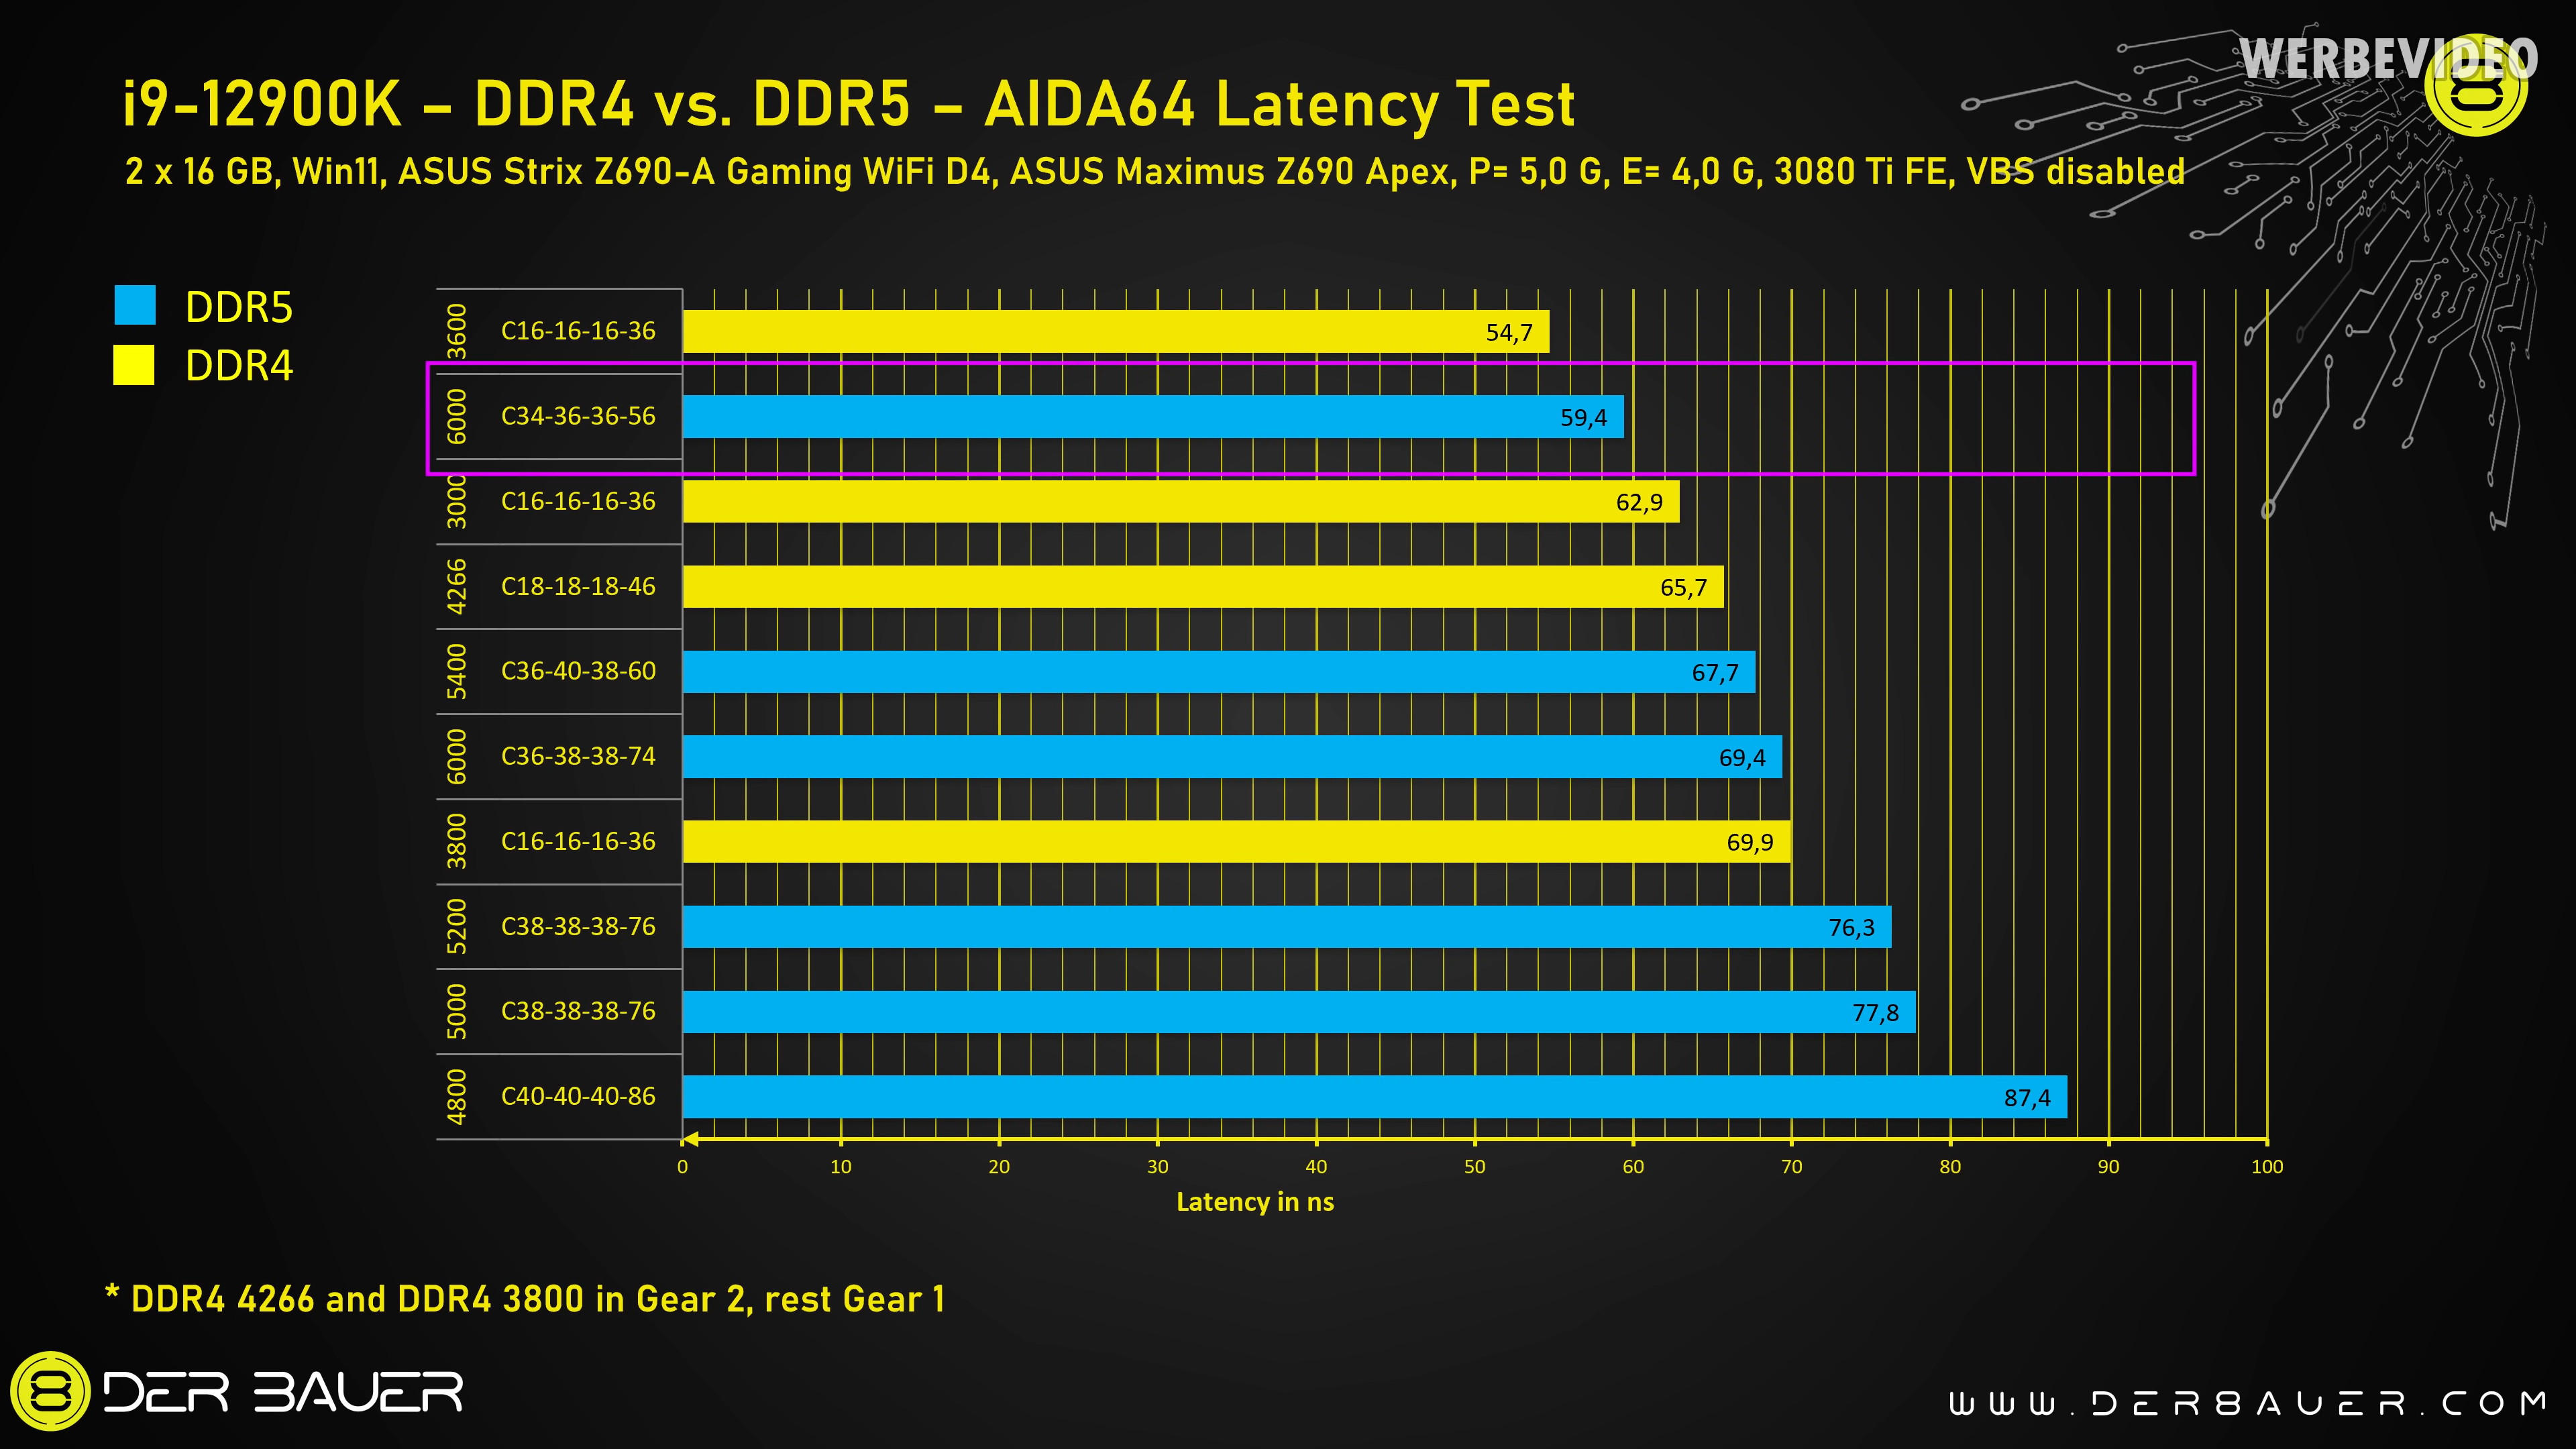 WERBEVIDEO
i9-12900K – DDR4 vs. DDR5 – AIDA64 Latency Test
2 x 16 GB, Win11, ASUS Strix Z690-A Gaming WiFi D4, ASUS Maximus Z690 Apex, P= 5,0 G, E= 4,0 G, 3080 Ti FE, VBS disabled
DDR5
DDR4
3600 C16-16-16-36 54,7
6000 C34-36-36-56 59,4
3000 C16-16-16-36 62,9
4266 C18-18-18-46 65,7
5400 C36-40-38-60 67,7
6000 C36-38-38-74 69,4
3800 C16-16-16-36 69,9
5200 C38-38-38-76 76,3
5000 C38-38-38-76 77,8
4800 C40-40-40-86 87,4
0 10 20 30 40 50 60 70 80 90 100
Latency in ns
* DDR4 4266 and DDR4 3800 in Gear 2, rest Gear 1
DER BAUER
WWW.DER8AUER.COM